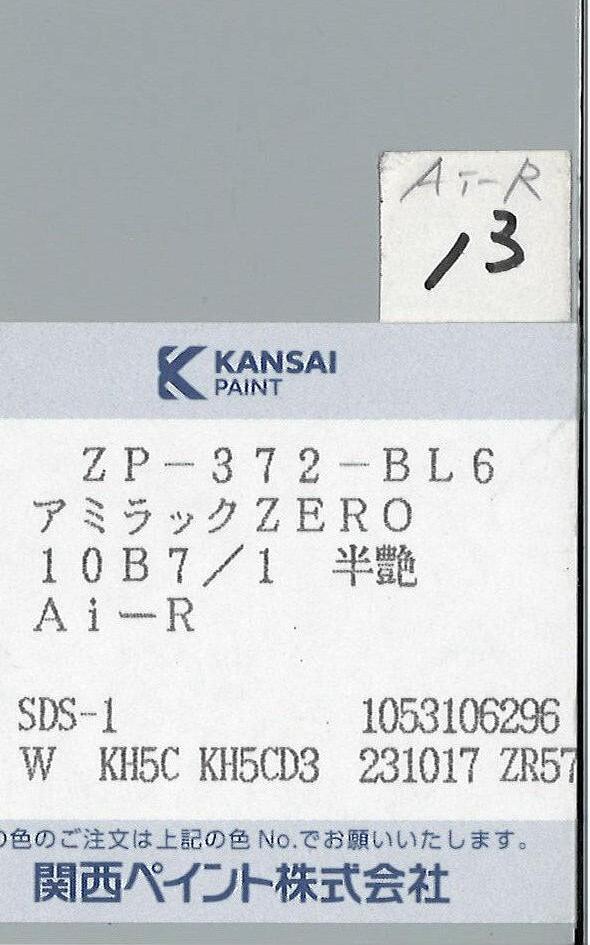 Ai-R
13
KANSAI
PAINT
ZP-372-BL6
アミラックZERO
10B7/1 半艶
Ai-R
SDS-1 1053106296
W KH5C KH5CD3 231017 ZR57
の色のご注文は上記の色No.でお願いいたします。
関西ペイント株式会社